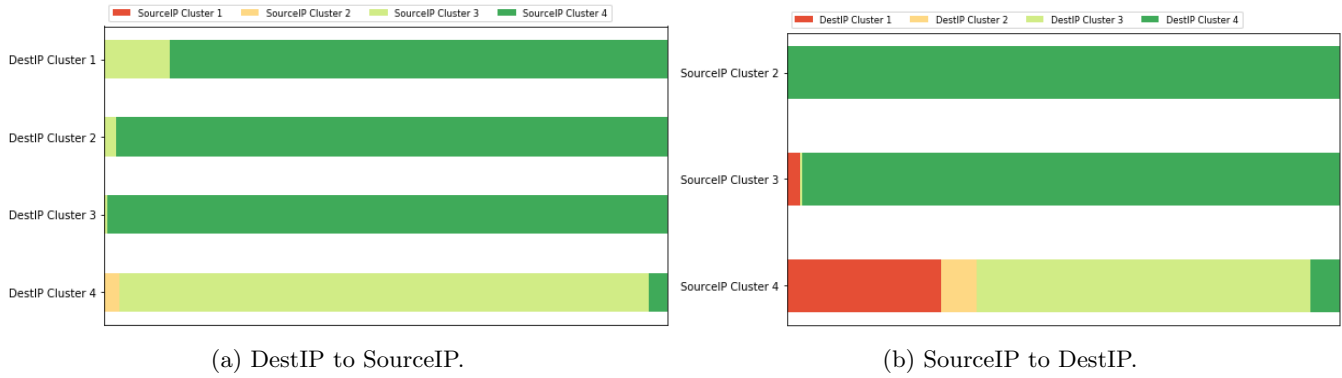 SourceIP Cluster 1 SourceIP Cluster 2 SourceIP Cluster 3 SourceIP Cluster 4
DestIP Cluster 1
DestIP Cluster 2
DestIP Cluster 3
DestIP Cluster 4
(a) DestIP to SourceIP.
DestIP Cluster 1 DestIP Cluster 2 DestIP Cluster 3 DestIP Cluster 4
SourceIP Cluster 2
SourceIP Cluster 3
SourceIP Cluster 4
(b) SourceIP to DestIP.